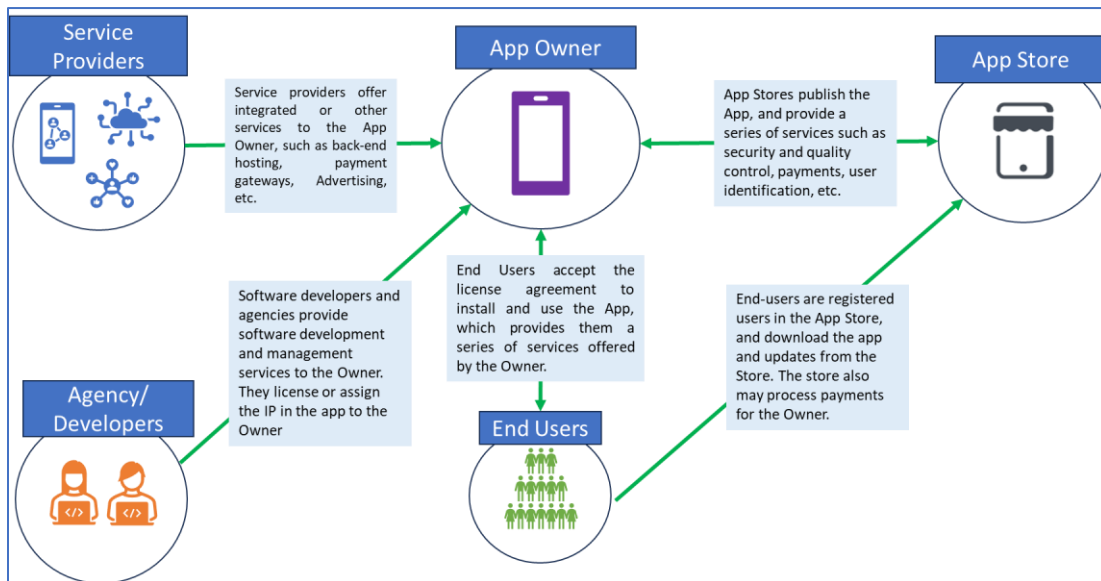 Service
Providers
App Owner
App Store
Service providers offer
integrated or other
services to the App
Owner, such as back-end
hosting, payment
gateways, Advertising,
etc.
App Stores publish the
App, and provide a
series of services such as
security and quality
control, payments, user
identification, etc.
Software developers and
agencies provide
software development
and management
services to the Owner.
They license or assign
the IP in the app to the
Owner
End Users accept the
license agreement to
install and use the App,
which provides them a
series of services offered
by the Owner.
End-users are registered
users in the App Store,
and download the app
and updates from the
Store. The store also
may process payments
for the Owner.
Agency/
Developers
End Users